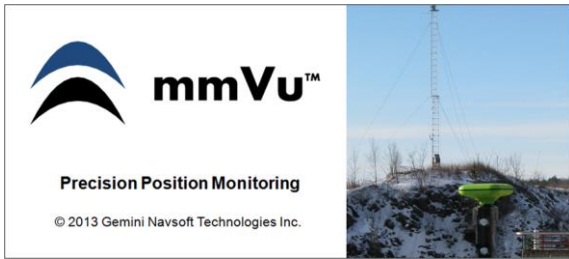 mmVu™
Precision Position Monitoring
© 2013 Gemini Navsoft Technologies Inc.